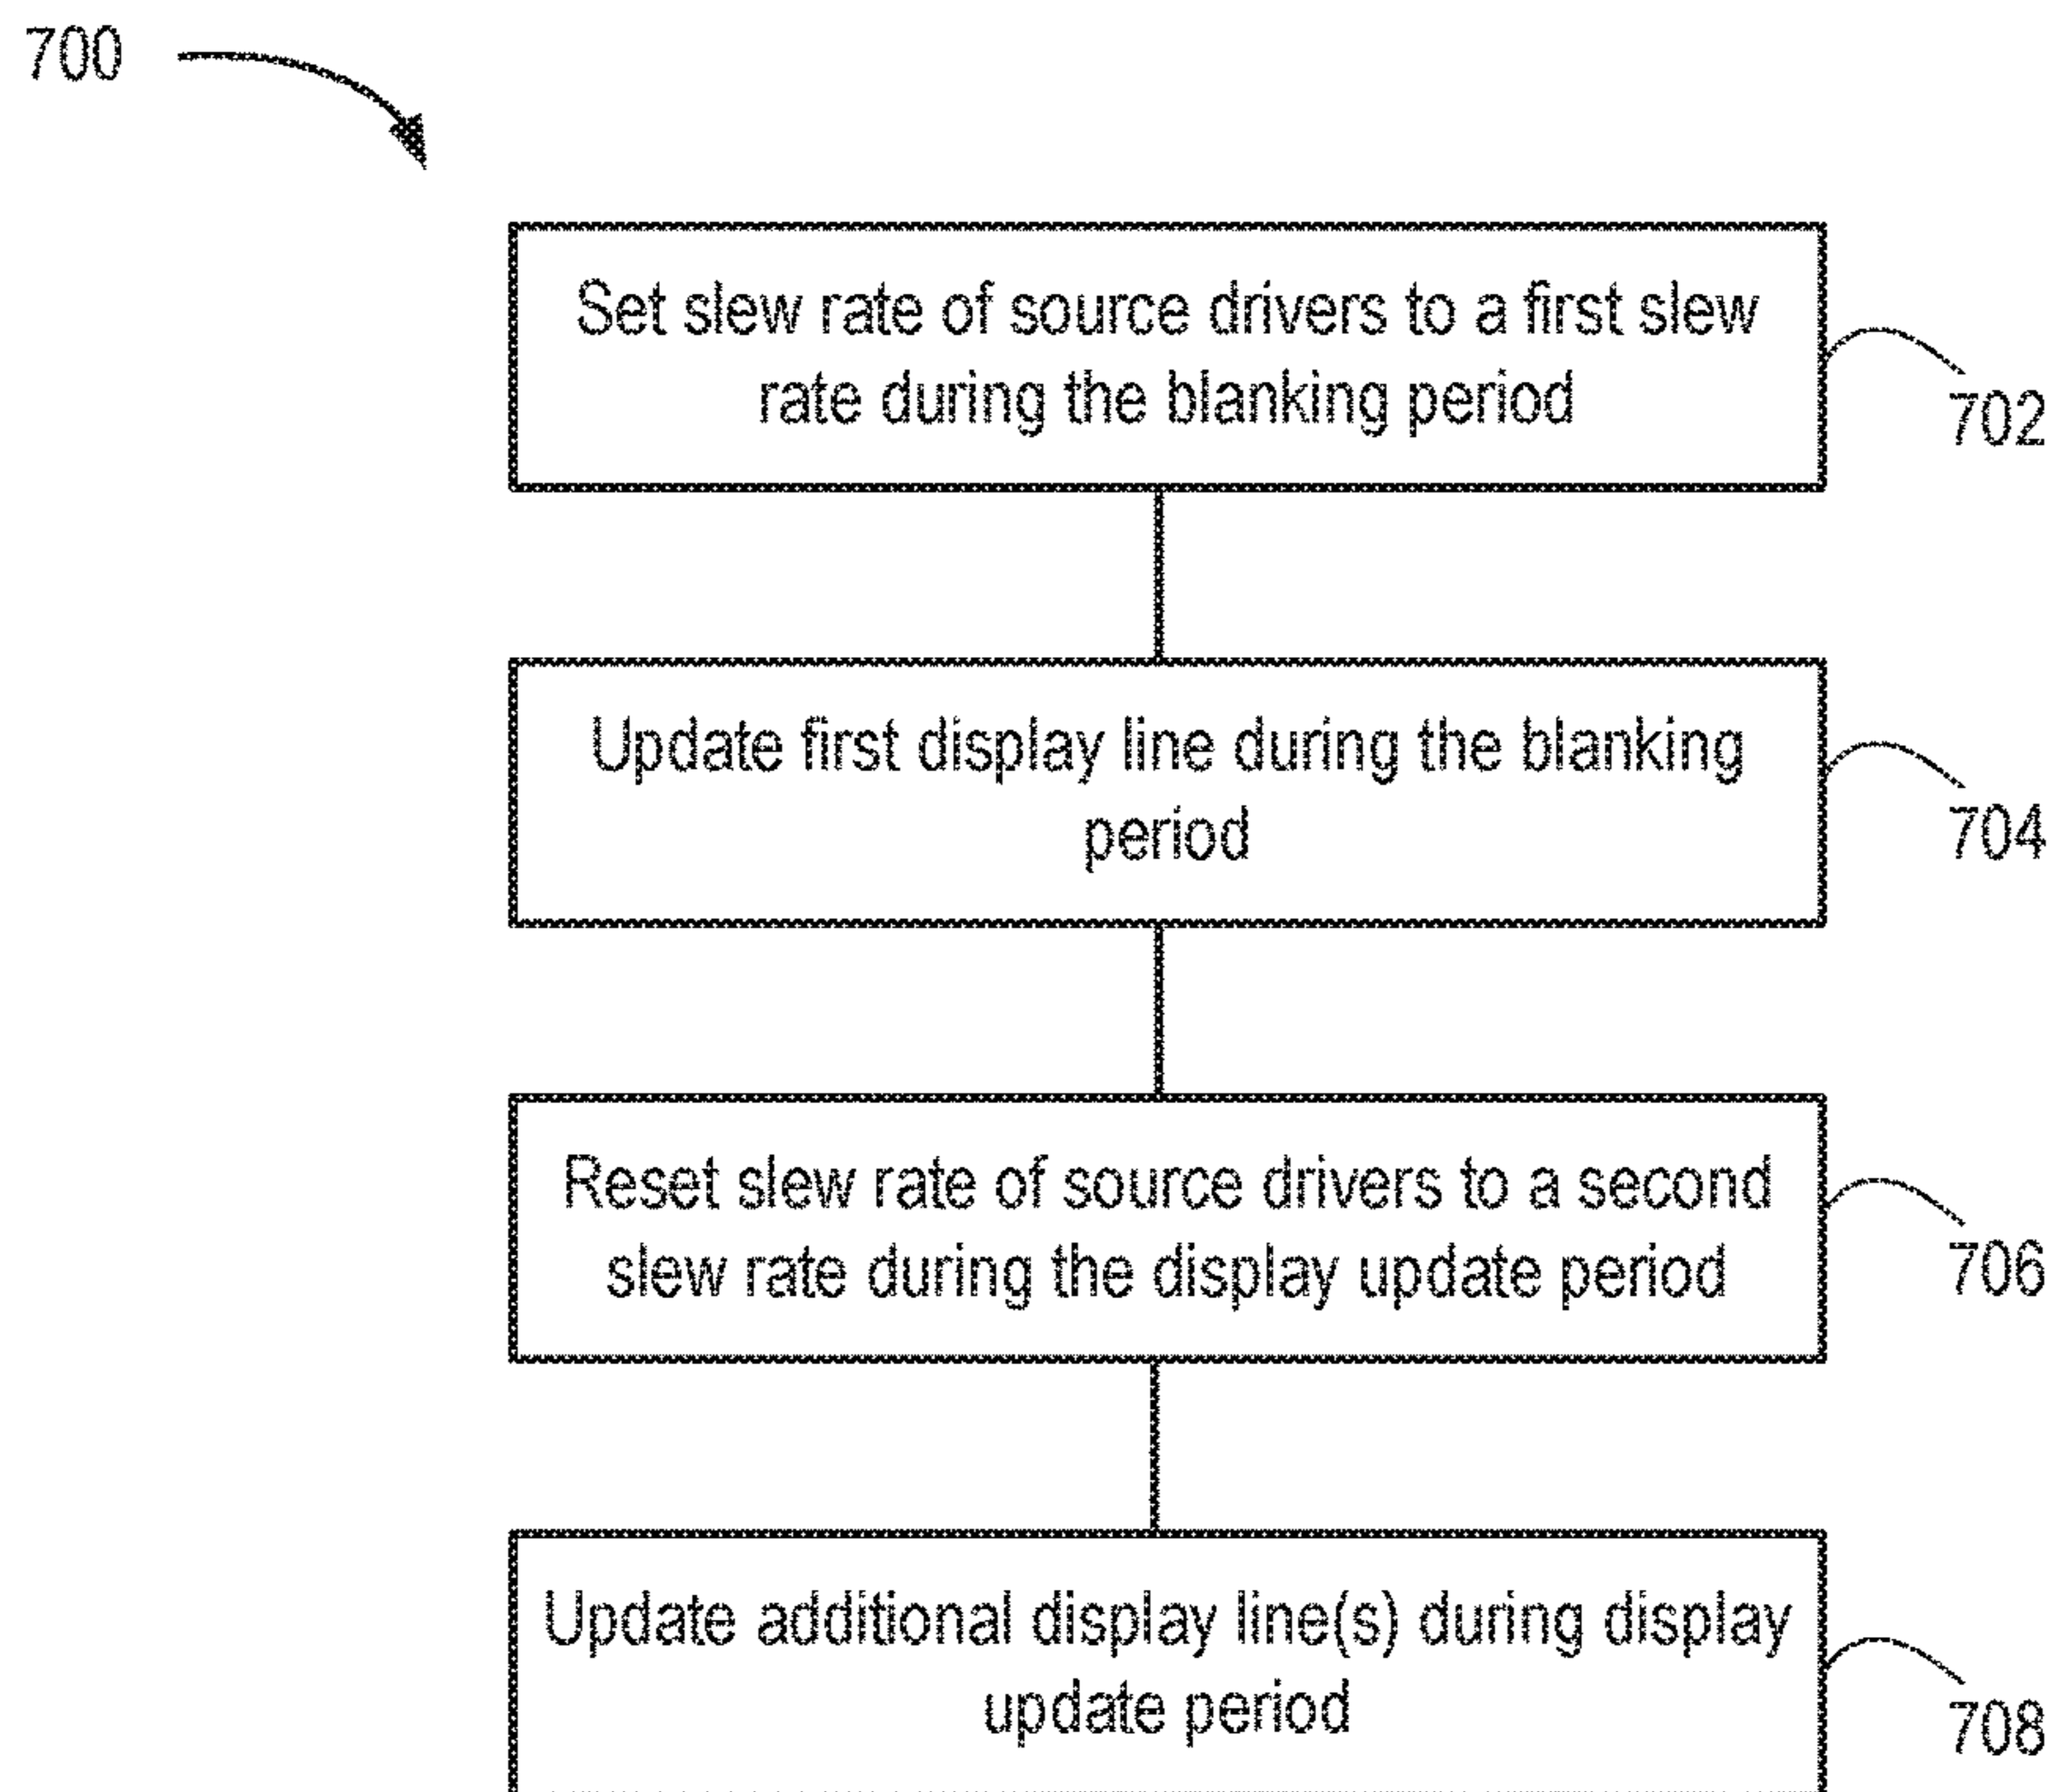 700
Set slew rate of source drivers to a first slew
rate during the blanking period
702
Update first display line during the blanking
period
704
Reset slew rate of source drivers to a second
slew rate during the display update period
706
Update additional display line(s) during display
update period
708